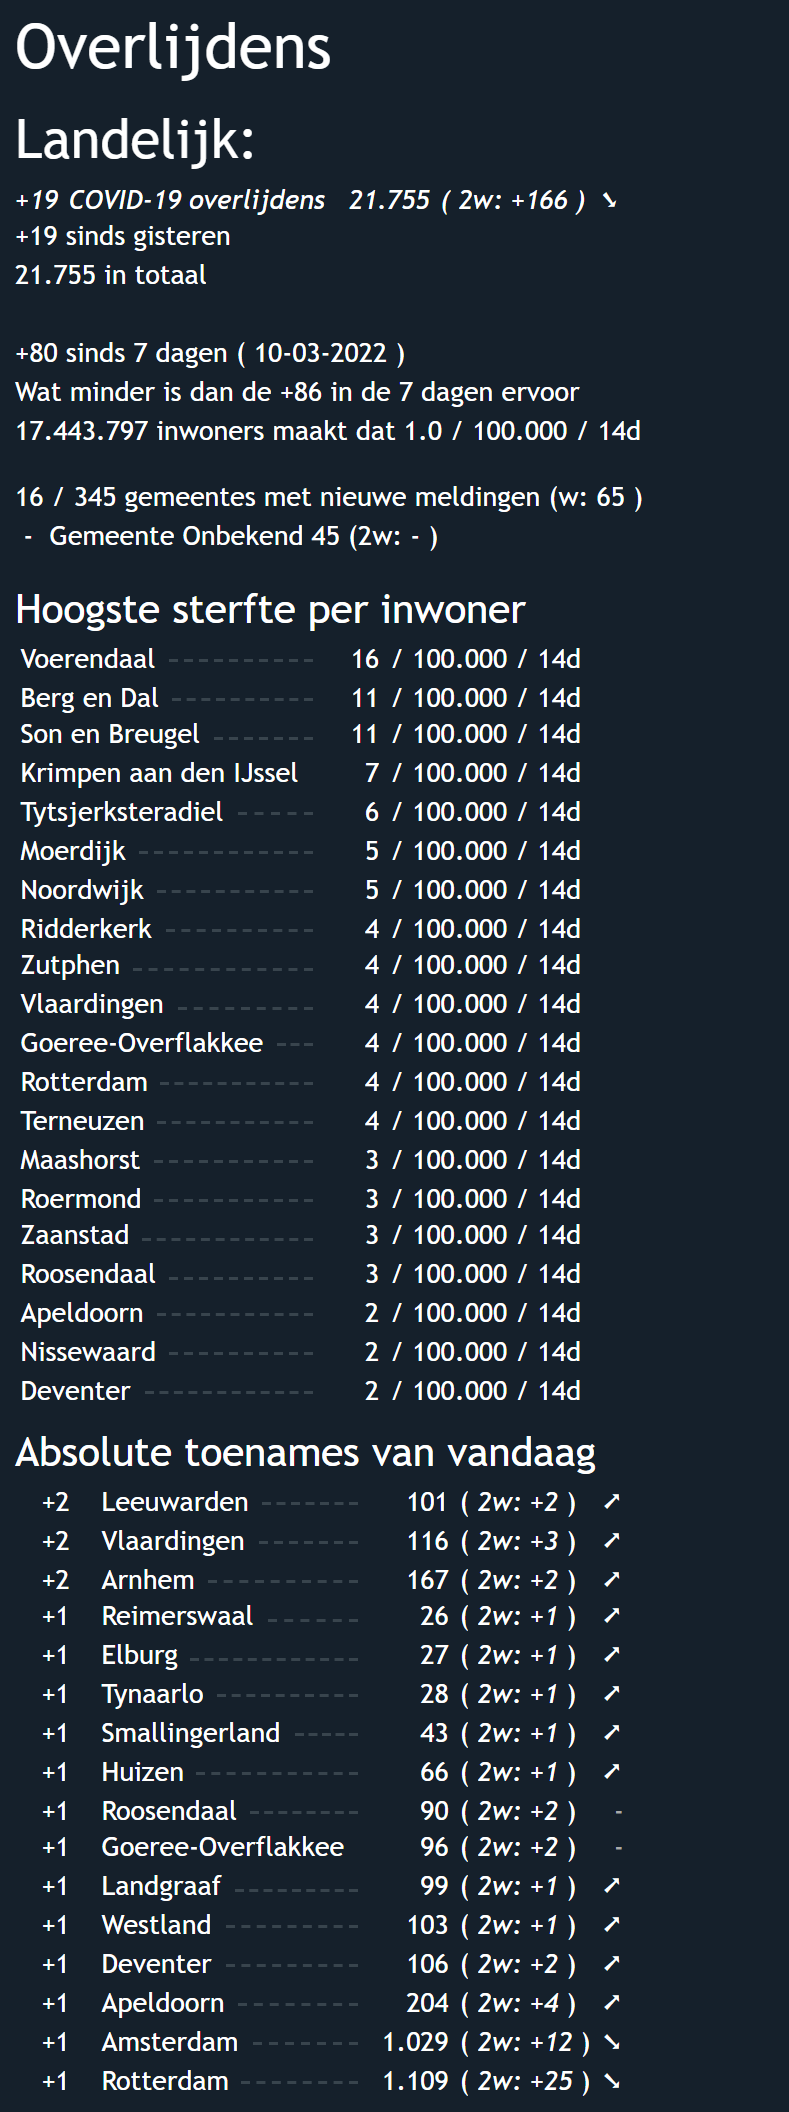 Overlijdens
Landelijk:
+19 COVID-19 overlijdens 21.755 ( 2w: +166 ) ➘
+19 sinds gisteren
21.755 in totaal
+80 sinds 7 dagen ( 10-03-2022 )
Wat minder is dan de +86 in de 7 dagen ervoor
17.443.797 inwoners maakt dat 1.0 / 100.000 / 14d
16 / 345 gemeentes met nieuwe meldingen (w: 65 )
- Gemeente Onbekend 45 (2w: - )
Hoogste sterfte per inwoner
Voerendaal ----------- 16 / 100.000 / 14d
Berg en Dal ---------- 11 / 100.000 / 14d
Son en Breugel ------- 11 / 100.000 / 14d
Krimpen aan den IJssel 7 / 100.000 / 14d
Tytsjerksteradiel ----- 6 / 100.000 / 14d
Moerdijk ------------ 5 / 100.000 / 14d
Noordwijk ----------- 5 / 100.000 / 14d
Ridderkerk ---------- 4 / 100.000 / 14d
Zutphen ------------ 4 / 100.000 / 14d
Vlaardingen --------- 4 / 100.000 / 14d
Goeree-Overflakkee --- 4 / 100.000 / 14d
Rotterdam ----------- 4 / 100.000 / 14d
Terneuzen ----------- 4 / 100.000 / 14d
Maashorst ----------- 3 / 100.000 / 14d
Roermond ----------- 3 / 100.000 / 14d
Zaanstad ------------ 3 / 100.000 / 14d
Roosendaal ---------- 3 / 100.000 / 14d
Apeldoorn ----------- 2 / 100.000 / 14d
Nissewaard ---------- 2 / 100.000 / 14d
Deventer ------------ 2 / 100.000 / 14d
Absolute toenames van vandaag
+2 Leeuwarden ------- 101 ( 2w: +2 ) ➚
+2 Vlaardingen ------- 116 ( 2w: +3 ) ➚
+2 Arnhem ----------- 167 ( 2w: +2 ) ➚
+1 Reimerswaal ------- 26 ( 2w: +1 ) ➚
+1 Elburg ------------ 27 ( 2w: +1 ) ➚
+1 Tynaarlo ---------- 28 ( 2w: +1 ) ➚
+1 Smallingerland ----- 43 ( 2w: +1 ) ➚
+1 Huizen ------------ 66 ( 2w: +1 ) ➚
+1 Roosendaal -------- 90 ( 2w: +2 ) -
+1 Goeree-Overflakkee 96 ( 2w: +2 ) -
+1 Landgraaf --------- 99 ( 2w: +1 ) ➚
+1 Westland ---------- 103 ( 2w: +1 ) ➚
+1 Deventer ---------- 106 ( 2w: +2 ) ➚
+1 Apeldoorn --------- 204 ( 2w: +4 ) ➚
+1 Amsterdam -------- 1.029 ( 2w: +12 ) ➘
+1 Rotterdam --------- 1.109 ( 2w: +25 ) ➘